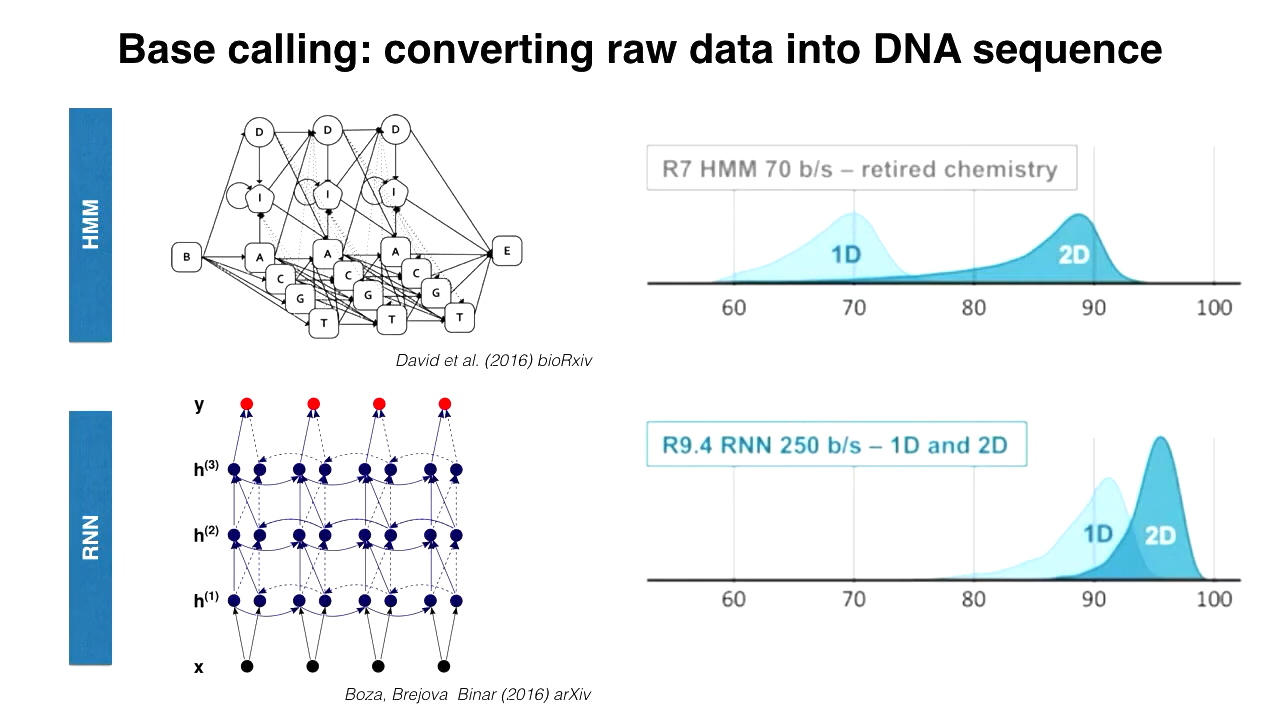 Base calling: converting raw data into DNA sequence
HMM
D D D
I I I
B A A A E
C C C
G G G
T T T
David et al. (2016) bioRxiv
R7 HMM 70 b/s – retired chemistry
1D 2D
60 70 80 90 100
RNN
y
h(3)
h(2)
h(1)
x
Boza, Brejova Binar (2016) arXiv
R9.4 RNN 250 b/s – 1D and 2D
1D 2D
60 70 80 90 100